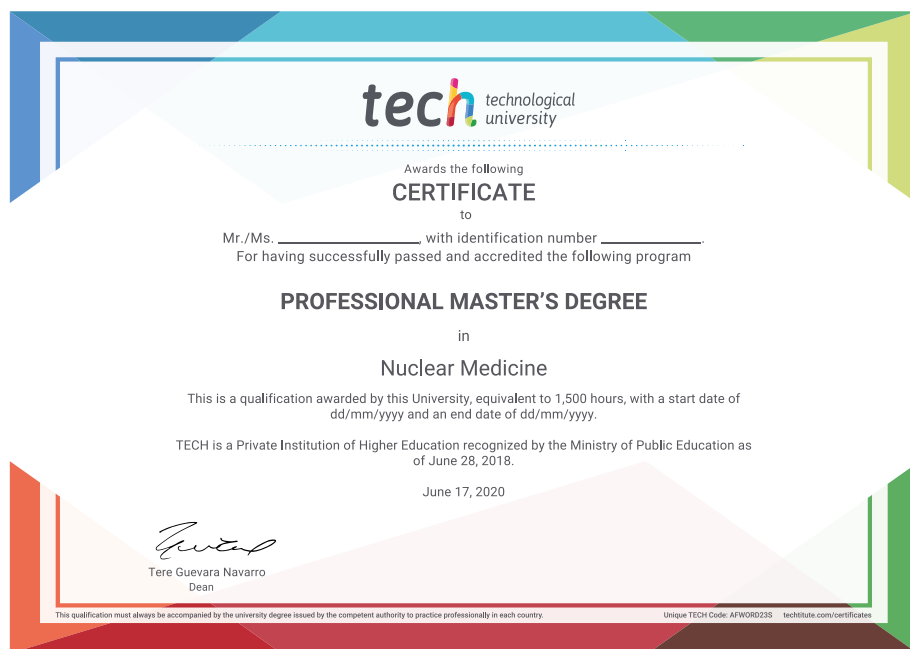 tech technological
university
Awards the following
CERTIFICATE
to
Mr./Ms. ____________________, with identification number ______________.
For having successfully passed and accredited the following program
PROFESSIONAL MASTER’S DEGREE
in
Nuclear Medicine
This is a qualification awarded by this University, equivalent to 1,500 hours, with a start date of
dd/mm/yyyy and an end date of dd/mm/yyyy.
TECH is a Private Institution of Higher Education recognized by the Ministry of Public Education as
of June 28, 2018.
June 17, 2020
Tere Guevara Navarro
Dean
This qualification must always be accompanied by the university degree issued by the competent authority to practice professionally in each country.
Unique TECH Code: AFWORD23S techtitute.com/certificates